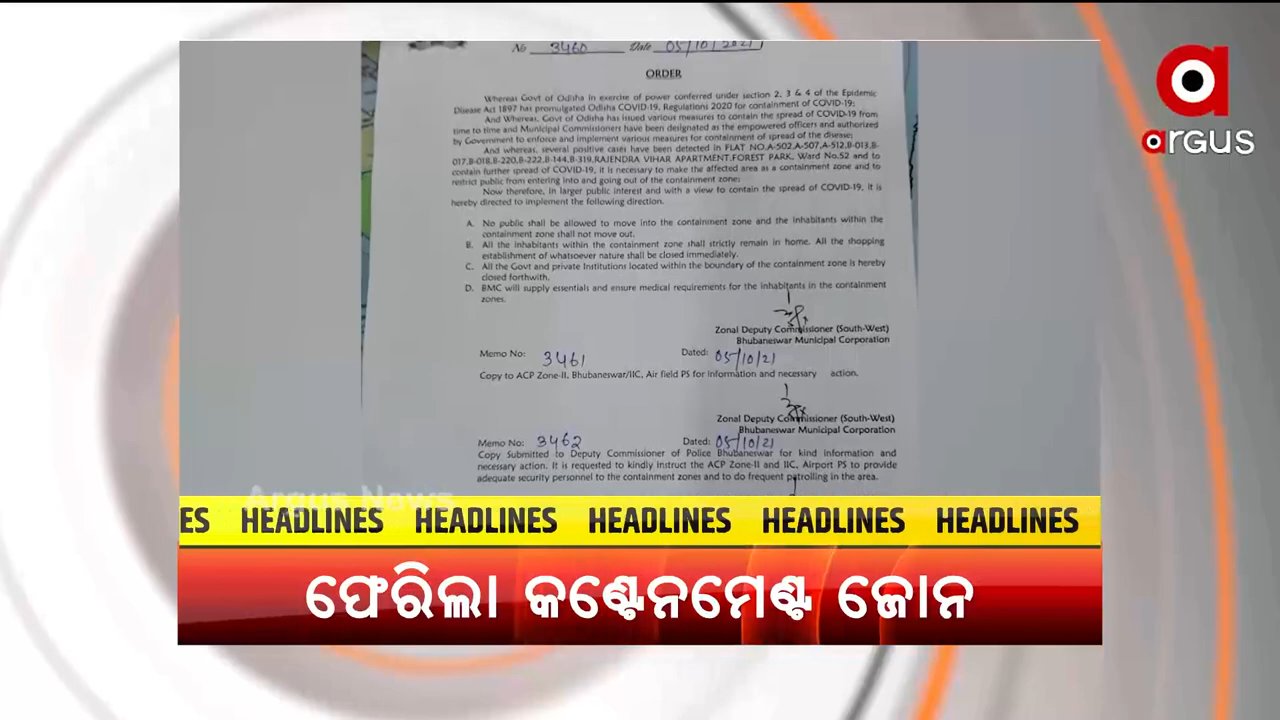 No 3460 Date 05/10/2021
ORDER
Whereas Govt of Odisha in exercise of power conferred under section 2, 3 & 4 of the Epidemic
Disease Act 1897 has promulgated Odisha COVID-19, Regulations 2020 for containment of COVID-19;
And Whereas, Govt of Odisha has issued various measures to contain the spread of COVID-19 from
time to time and Municipal Commissioners have been designated as the empowered officers and authorized
by Government to enforce and implement various measures for containment of spread of the disease;
And whereas, several positive cases have been detected in FLAT NO.A-502,A-507,A-512,B-013,B-
017,B-018,B-220,B-222,B-144,B-319,RAJENDRA VIHAR APARTMENT,FOREST PARK, Ward No.52 and to
contain further spread of COVID-19, it is necessary to make the affected area as a containment zone and to
restrict public from entering into and going out of the containment zone;
Now therefore, in larger public interest and with a view to contain the spread of COVID-19, it is
hereby directed to implement the following direction.
A. No public shall be allowed to move into the containment zone and the inhabitants within the
containment zone shall not move out.
B. All the inhabitants within the containment zone shall strictly remain in home. All the shopping
establishment of whatsoever nature shall be closed immediately.
C. All the Govt and private Institutions located within the boundary of the containment zone is hereby
closed forthwith.
D. BMC will supply essentials and ensure medical requirements for the inhabitants in the containment
zones.
Zonal Deputy Commissioner (South-West)
Bhubaneswar Municipal Corporation
Memo No: 3461 Dated: 05/10/21
Copy to ACP Zone-II, Bhubaneswar/IIC, Air field PS for information and necessary action.
Zonal Deputy Commissioner (South-West)
Bhubaneswar Municipal Corporation
Memo No: 3462 Dated: 05/10/21
Copy Submitted to Deputy Commissioner of Police Bhubaneswar for kind information and
necessary action. It is requested to kindly instruct the ACP Zone-II and IIC, Airport PS to provide
adequate security personnel to the containment zones and to do frequent patrolling in the area.
argus
Argus News
ES HEADLINES HEADLINES HEADLINES HEADLINES HEADLINES
ଫେରିଲା କଣ୍ଟେନମେଣ୍ଟ ଜୋନ